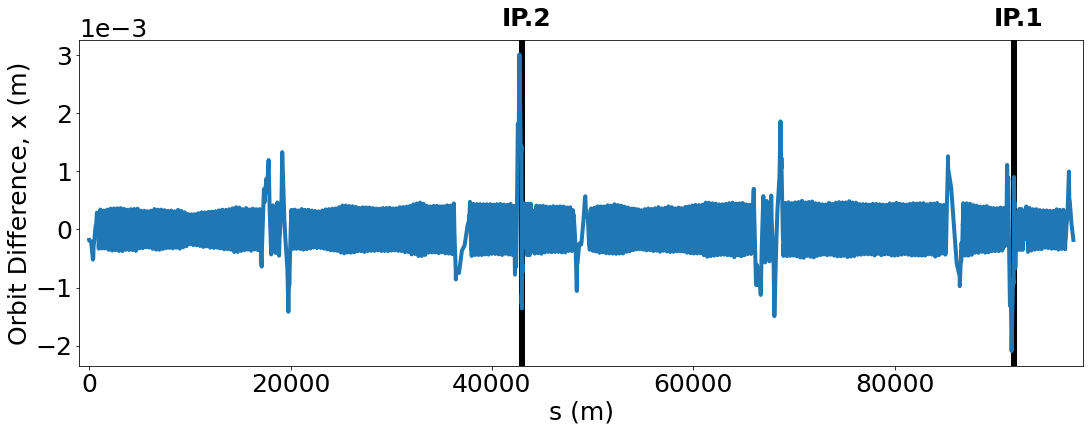 IP.2 IP.1
1e−3
3
2
1
0
−1
−2
Orbit Difference, x (m)
0 20000 40000 60000 80000
s (m)